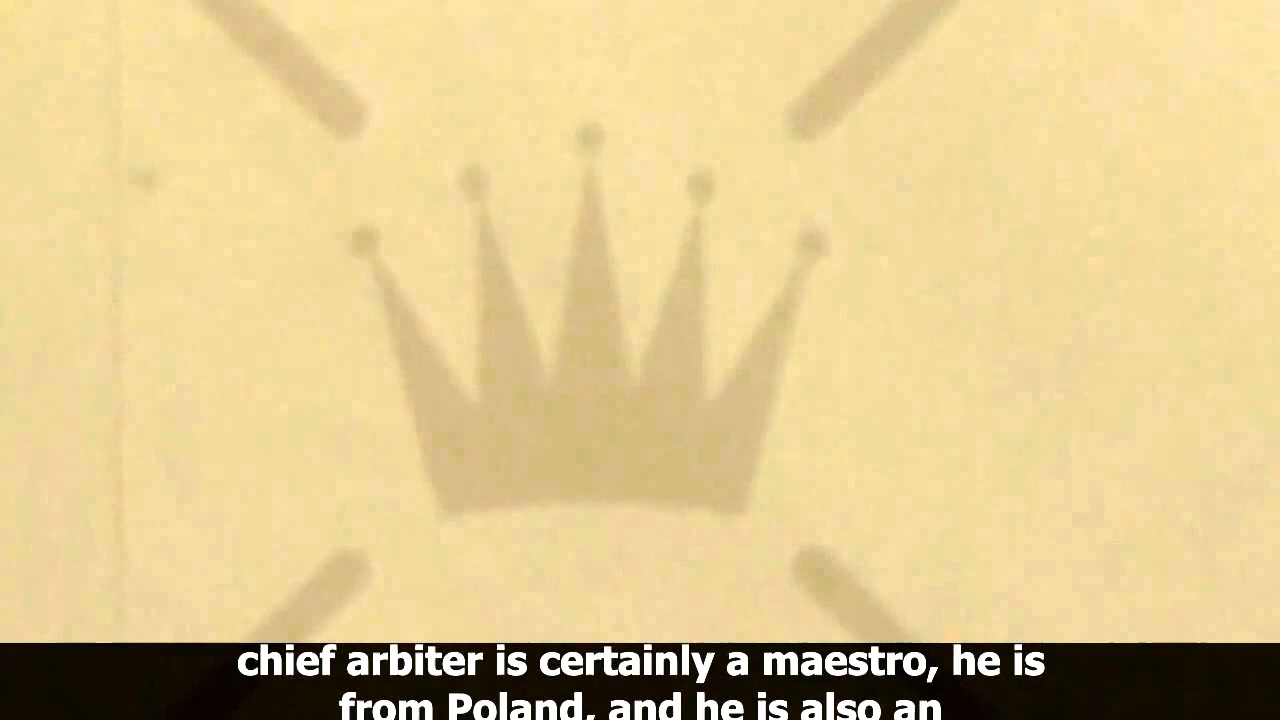 chief arbiter is certainly a maestro, he is
from Poland, and he is also an